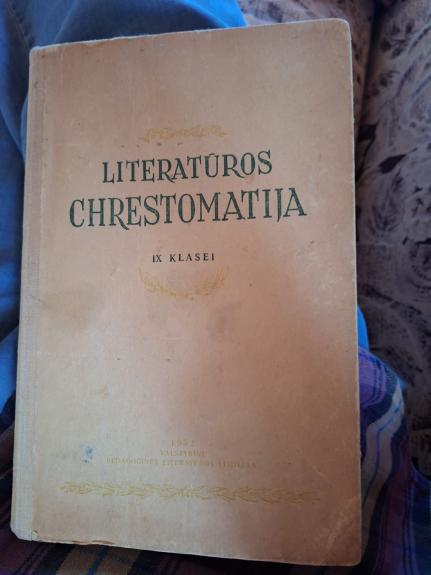 LITERATŪROS
CHRESTOMATIJA
IX KLASEI
1952
VALSTYBINĖ
PEDAGOGINĖS LITERATŪROS LEIDYKLA